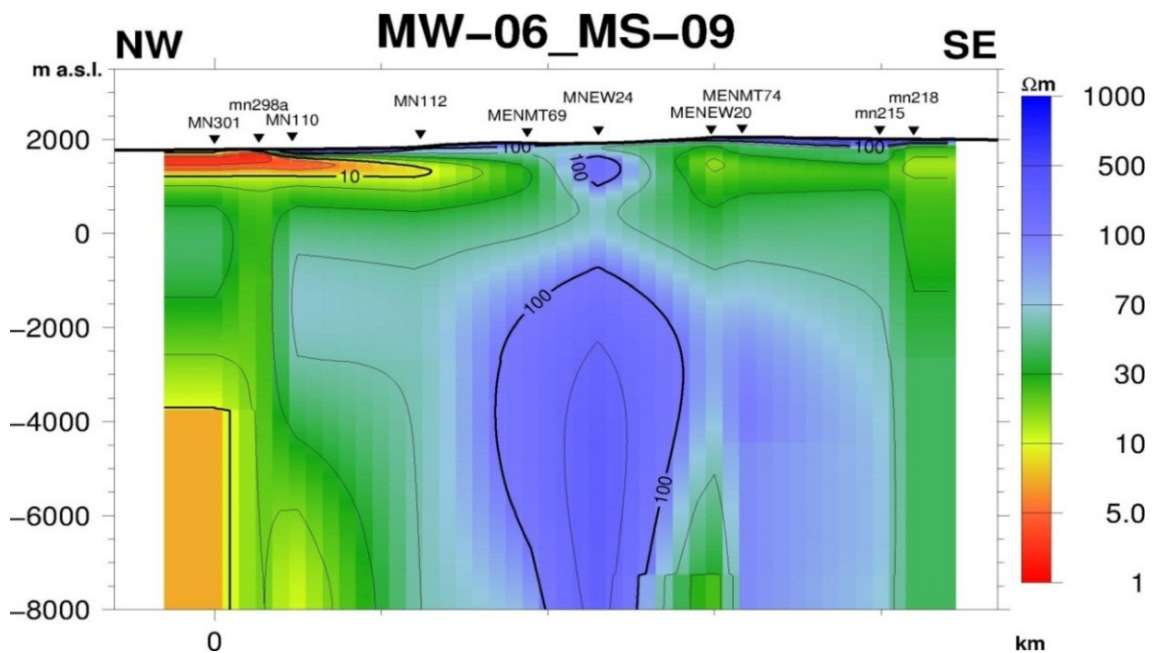 MW-06_MS-09
NW
SE
m a.s.l.
Ωm
MN301
mn298a
MN110
MN112
MENMT69
MNEW24
MENEW20
MENMT74
mn215
mn218
2000
0
-2000
-4000
-6000
-8000
100
100
10
100
100
100
1000
500
100
70
30
10
5.0
1
0
km